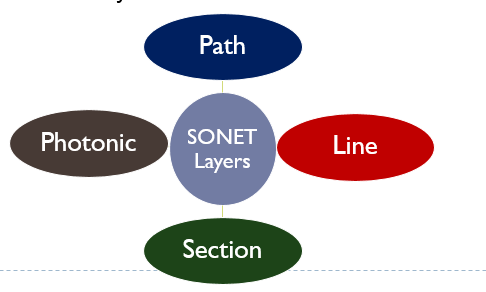 Path
Photonic
SONET
Layers
Line
Section